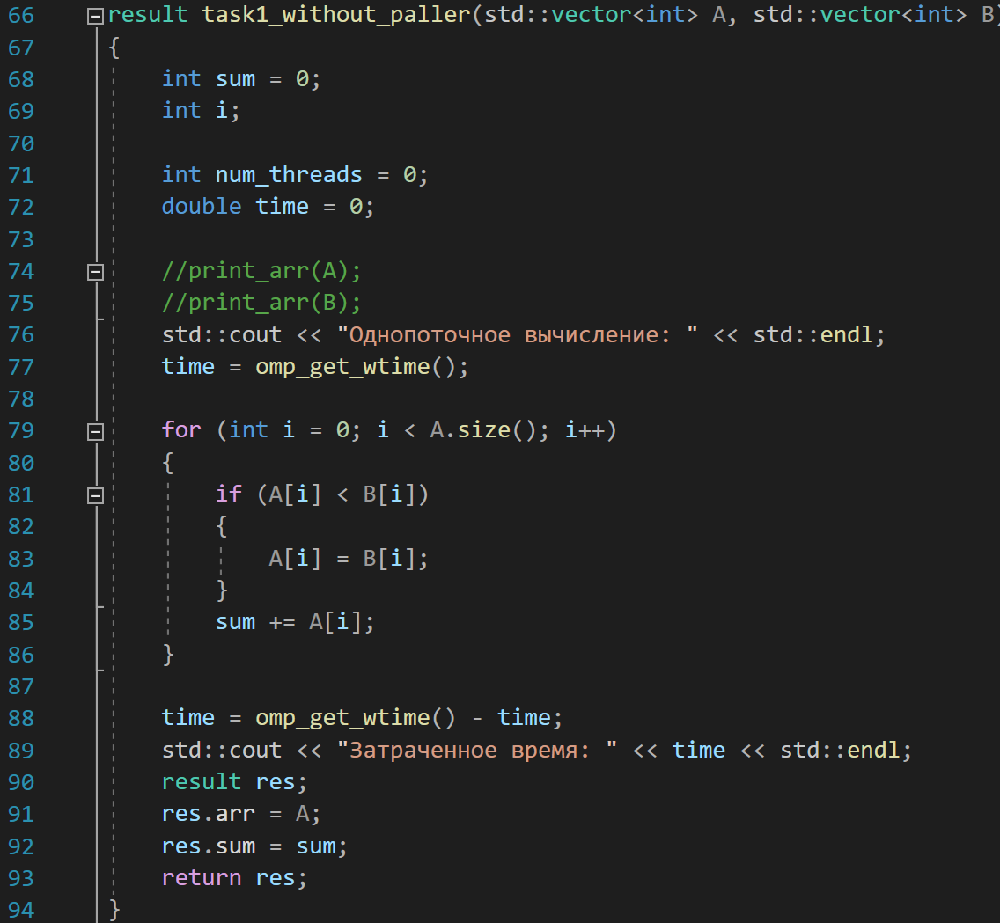 66 result task1_without_paller(std::vector<int> A, std::vector<int> B)
67 {
68     int sum = 0;
69     int i;
70
71     int num_threads = 0;
72     double time = 0;
73
74     //print_arr(A);
75     //print_arr(B);
76     std::cout << "Однопоточное вычисление: " << std::endl;
77     time = omp_get_wtime();
78
79     for (int i = 0; i < A.size(); i++)
80     {
81         if (A[i] < B[i])
82         {
83             A[i] = B[i];
84         }
85         sum += A[i];
86     }
87
88     time = omp_get_wtime() - time;
89     std::cout << "Затраченное время: " << time << std::endl;
90     result res;
91     res.arr = A;
92     res.sum = sum;
93     return res;
94 }